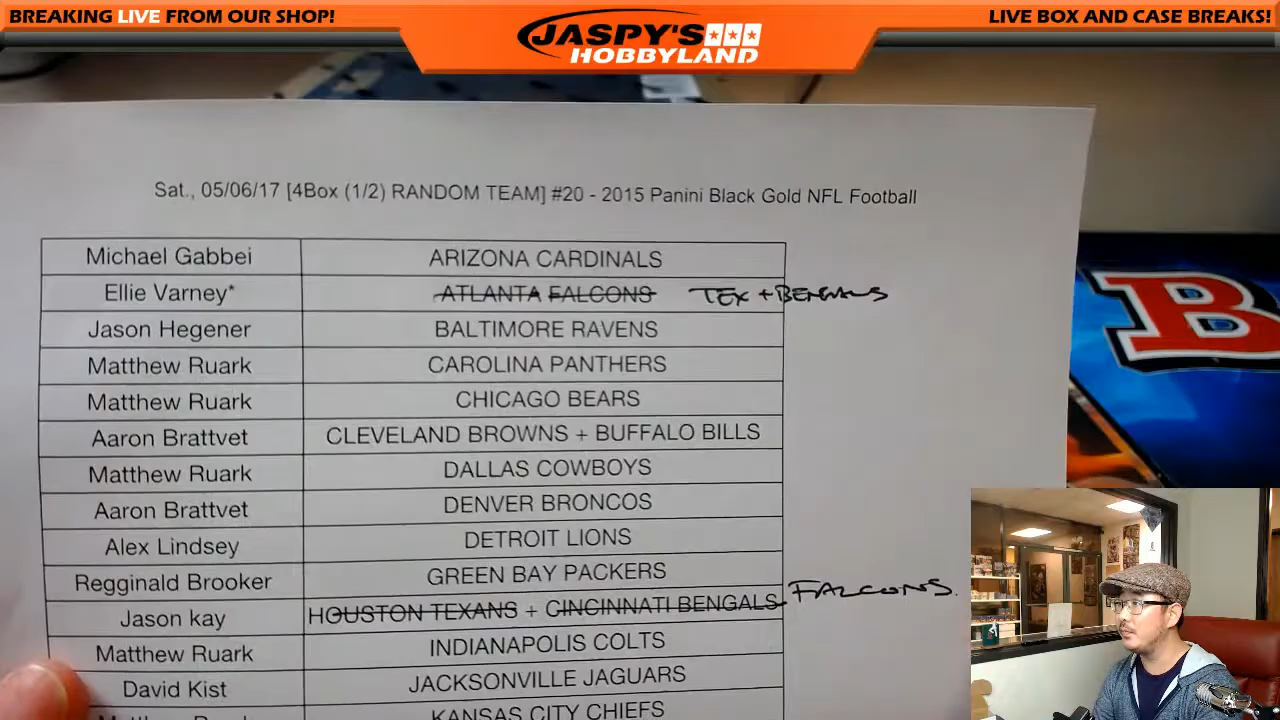 BREAKING LIVE FROM OUR SHOP!
JASPY'S
HOBBYLAND
LIVE BOX AND CASE BREAKS!
Sat., 05/06/17 [4Box (1/2) RANDOM TEAM] #20 - 2015 Panini Black Gold NFL Football
Michael Gabbei ARIZONA CARDINALS
Ellie Varney* ATLANTA FALCONS TEX + BENGALS
Jason Hegener BALTIMORE RAVENS
Matthew Ruark CAROLINA PANTHERS
Matthew Ruark CHICAGO BEARS
Aaron Brattvet CLEVELAND BROWNS + BUFFALO BILLS
Matthew Ruark DALLAS COWBOYS
Aaron Brattvet DENVER BRONCOS
Alex Lindsey DETROIT LIONS
Regginald Brooker GREEN BAY PACKERS
Jason kay HOUSTON TEXANS + CINCINNATI BENGALS FALCONS.
Matthew Ruark INDIANAPOLIS COLTS
David Kist JACKSONVILLE JAGUARS
Matthew Ruark KANSAS CITY CHIEFS
B